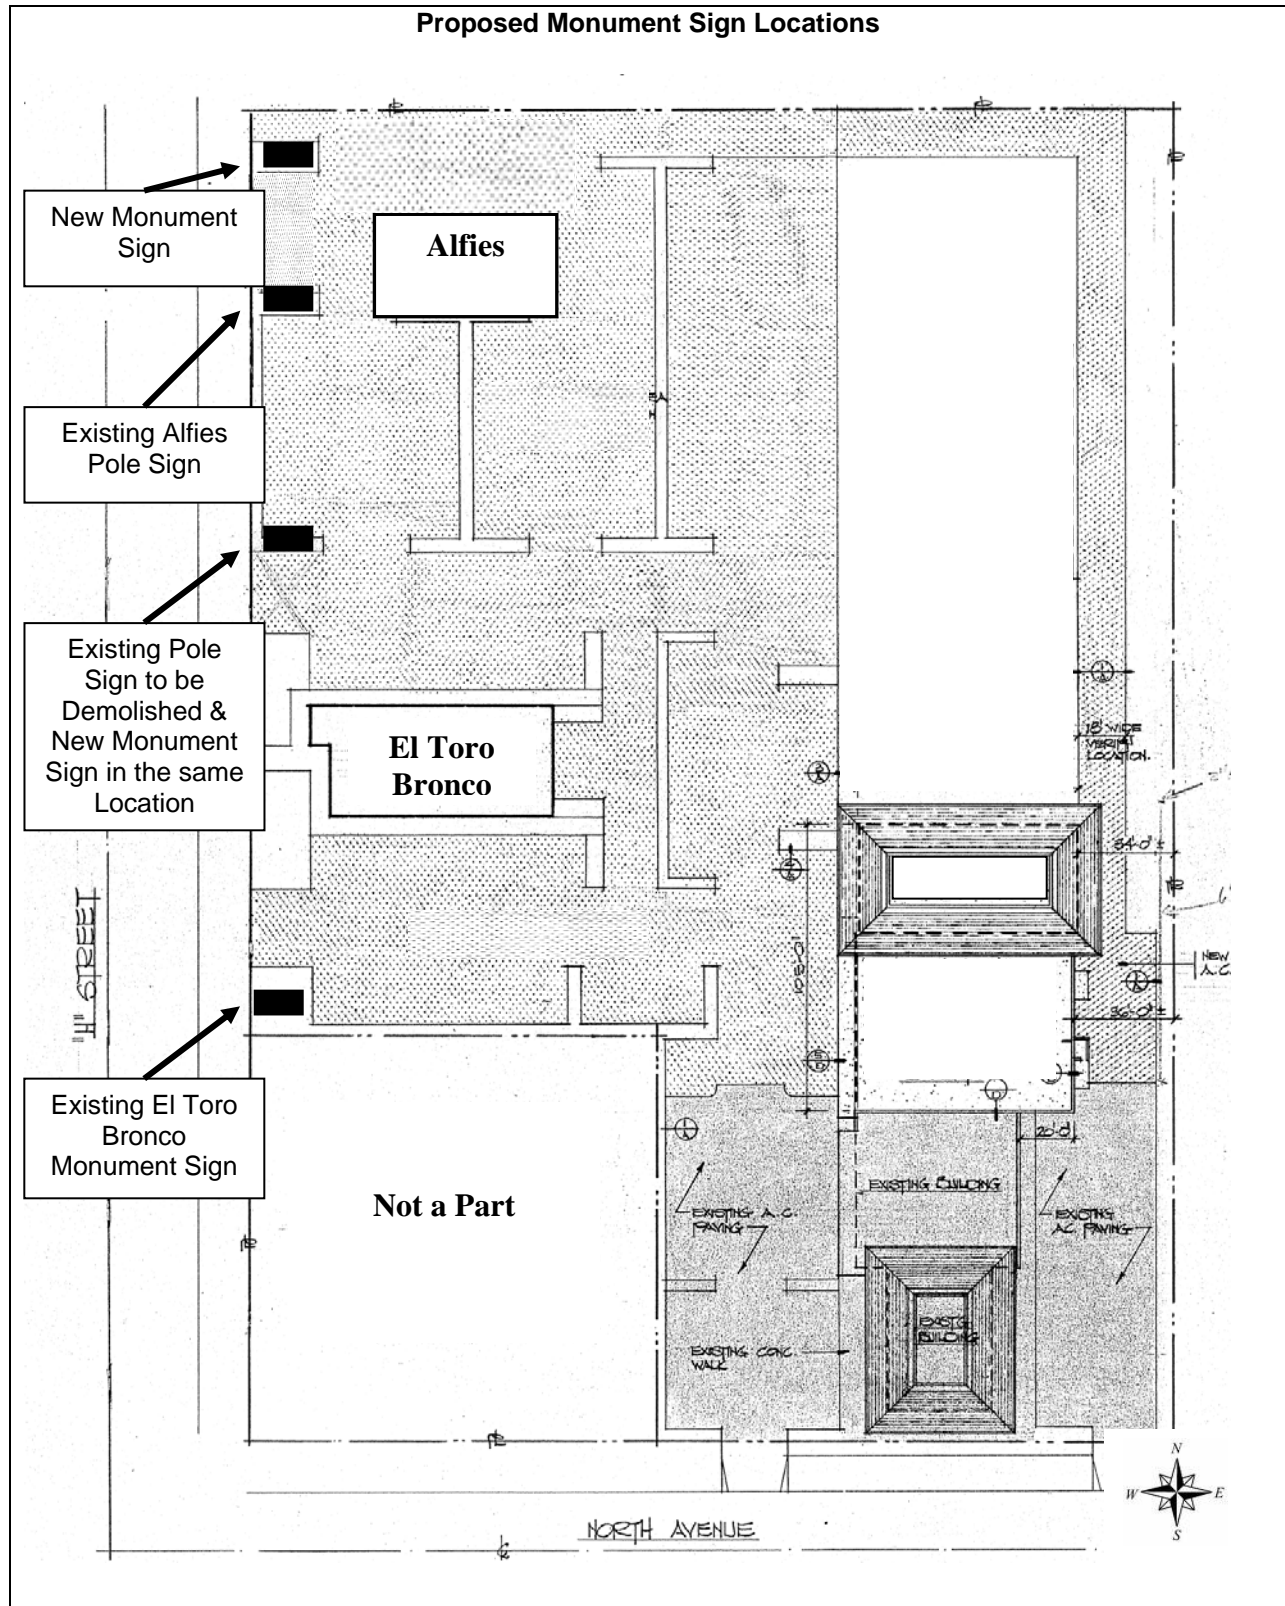 Proposed Monument Sign Locations
New Monument
Sign
Alfies
Existing Alfies
Pole Sign
Existing Pole
Sign to be
Demolished &
New Monument
Sign in the same
Location
El Toro
Bronco
18' WIDE
VERIFY
LOCATION.
34'-0" ±
108'-0"
"H" STREET
NEW
A.C.
36'-0" ±
Existing El Toro
Bronco
Monument Sign
20'-0"
Not a Part
EXISTING BUILDING
EXISTING A.C.
PAVING
EXISTING
AC. PAVING
EXIST'G
BUILDING
EXISTING CONC.
WALK
N
W
E
S
NORTH AVENUE